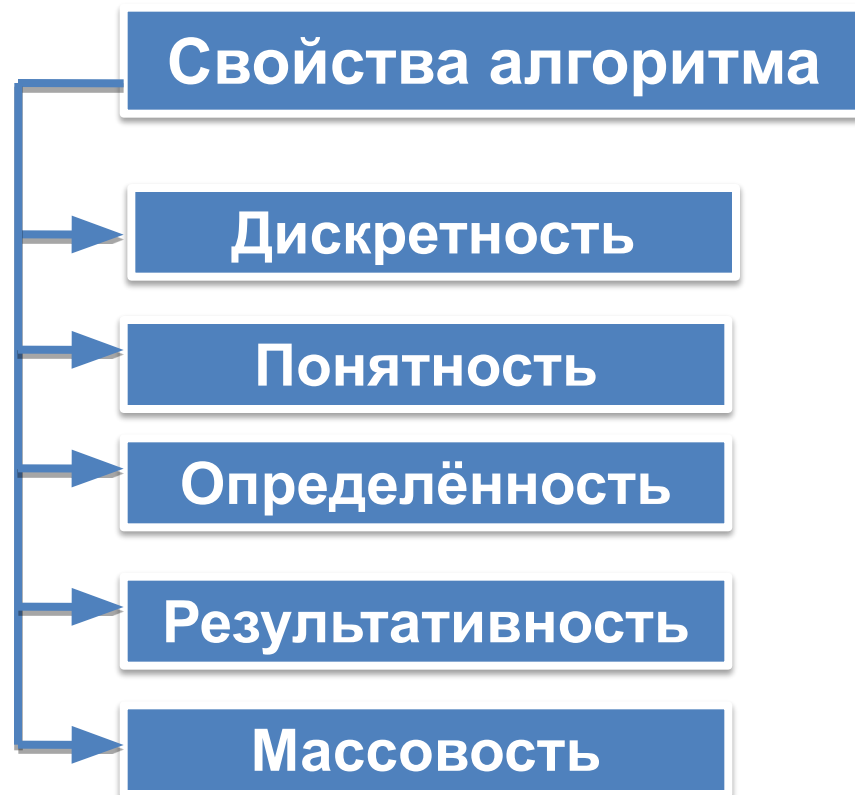 Свойства алгоритма
Дискретность
Понятность
Определённость
Результативность
Массовость